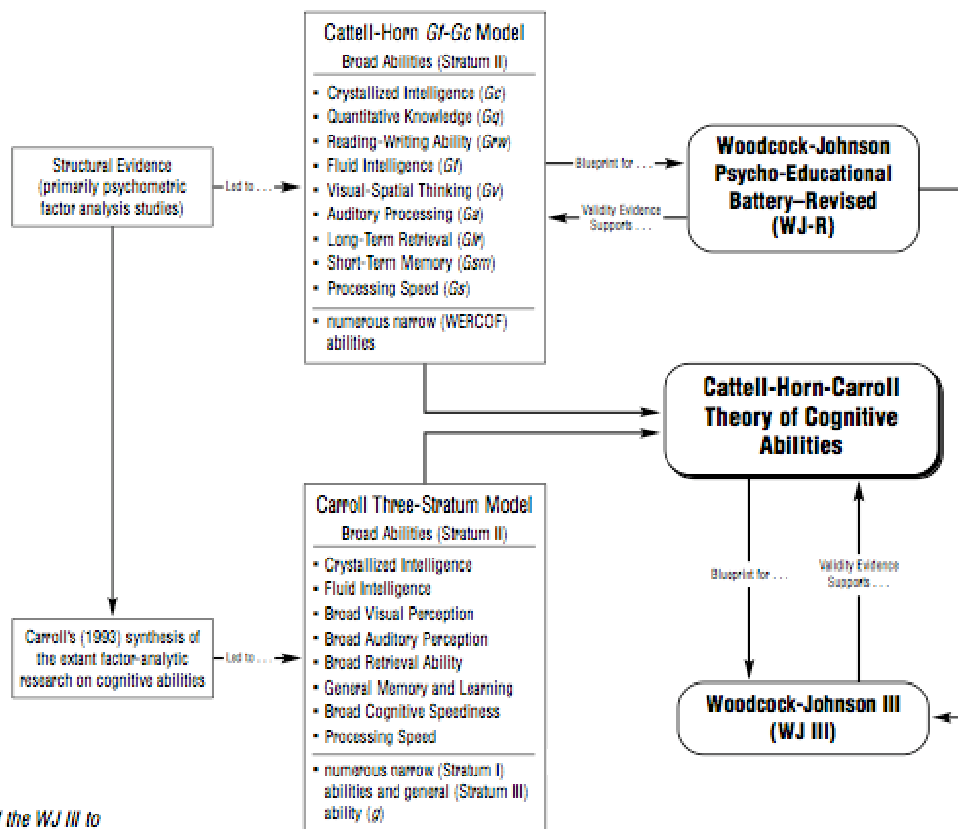 Cattell-Horn Gf-Gc Model
Broad Abilities (Stratum II)
• Crystallized Intelligence (Gc)
• Quantitative Knowledge (Gq)
• Reading-Writing Ability (Grw)
• Fluid Intelligence (Gf)
• Visual-Spatial Thinking (Gv)
• Auditory Processing (Ga)
• Long-Term Retrieval (Glr)
• Short-Term Memory (Gsm)
• Processing Speed (Gs)
• numerous narrow (WERCOF)
abilities
Structural Evidence
(primarily psychometric
factor analysis studies)
Led to . . .
Blueprint for . . .
Validity Evidence
Supports . . .
Woodcock-Johnson
Psycho-Educational
Battery–Revised
(WJ-R)
Cattell-Horn-Carroll
Theory of Cognitive
Abilities
Carroll Three-Stratum Model
Broad Abilities (Stratum II)
• Crystallized Intelligence
• Fluid Intelligence
• Broad Visual Perception
• Broad Auditory Perception
• Broad Retrieval Ability
• General Memory and Learning
• Broad Cognitive Speediness
• Processing Speed
• numerous narrow (Stratum I)
abilities and general (Stratum III)
ability (g)
Carroll's (1993) synthesis of
the extant factor-analytic
research on cognitive abilities
Led to . . .
Blueprint for . . .
Validity Evidence
Supports . . .
Woodcock-Johnson III
(WJ III)
the WJ III to